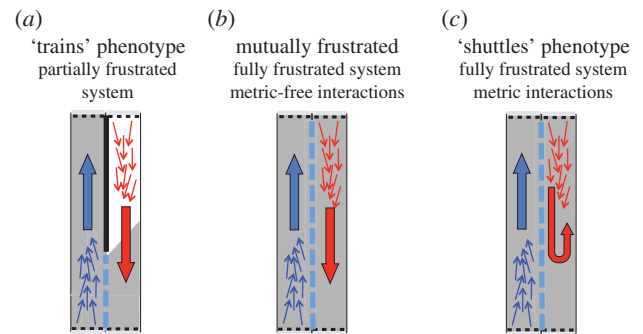 (a)
‘trains’ phenotype
partially frustrated
system
(b)
mutually frustrated
fully frustrated system
metric-free interactions
(c)
‘shuttles’ phenotype
fully frustrated system
metric interactions